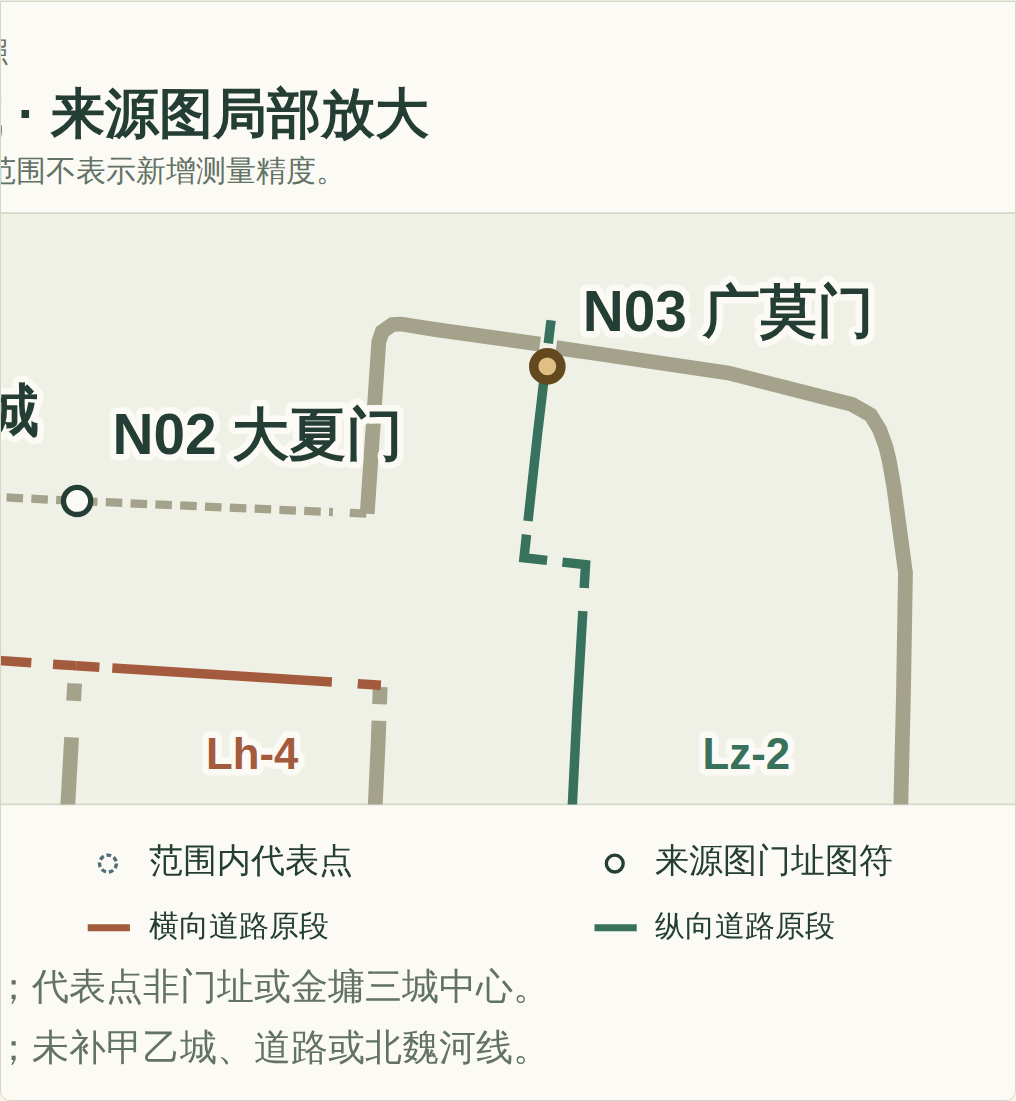 · 来源图局部放大
范围不表示新增测量精度。
N03 广莫门
城
N02 大夏门
Lh-4
Lz-2
范围内代表点
来源图门址图符
横向道路原段
纵向道路原段
；代表点非门址或金墉三城中心。
；未补甲乙城、道路或北魏河线。